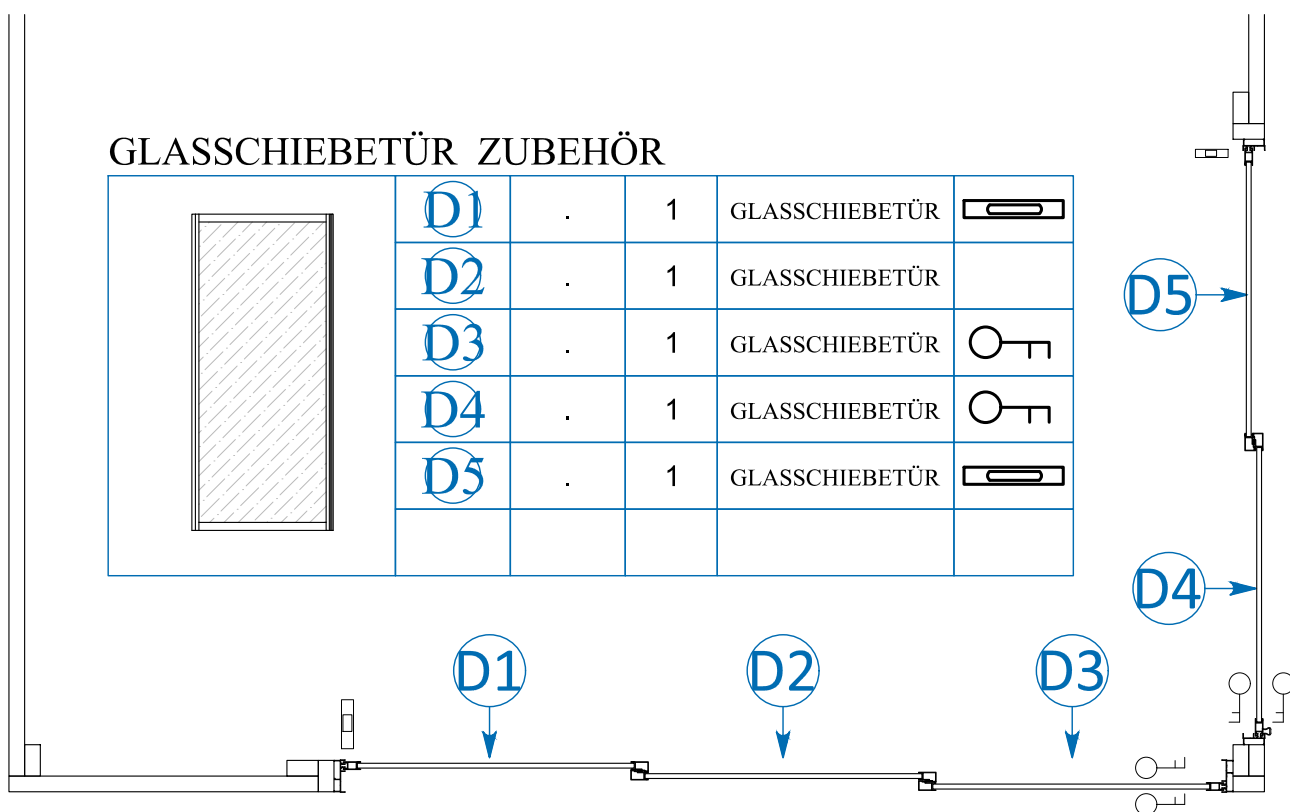 GLASSCHIEBETÜR ZUBEHÖR
D1 . 1 GLASSCHIEBETÜR
D2 . 1 GLASSCHIEBETÜR
D3 . 1 GLASSCHIEBETÜR
D4 . 1 GLASSCHIEBETÜR
D5 . 1 GLASSCHIEBETÜR
D5
D4
D1 D2 D3